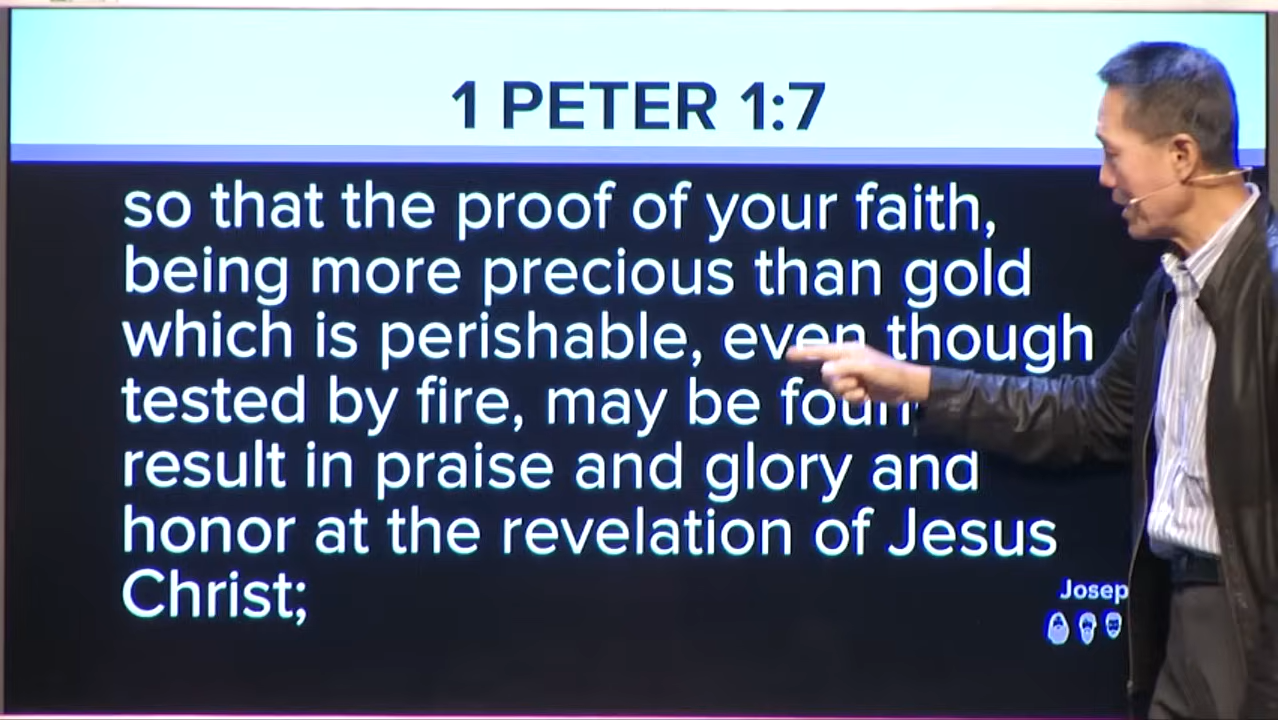 1 PETER 1:7
so that the proof of your faith,
being more precious than gold
which is perishable, even though
tested by fire, may be
result in praise and glory and
honor at the revelation of Jesus
Christ;